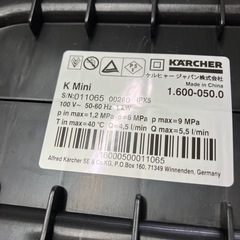 KÄRCHER
ケルヒャー ジャパン株式会社
Made in China
K Mini
1.600-050.0
S/N:011065 IPX5
100 V~ 50-60 Hz 1 kW
p in max=1,2 MPa p=6 MPa p max=9 MPa
T in max=40 °C Q=4,5 l/min Q max=5,5 l/min
Alfred Kärcher SE & Co KG, P.O.Box 160, 71349 Winnenden, Germany
16000500011065